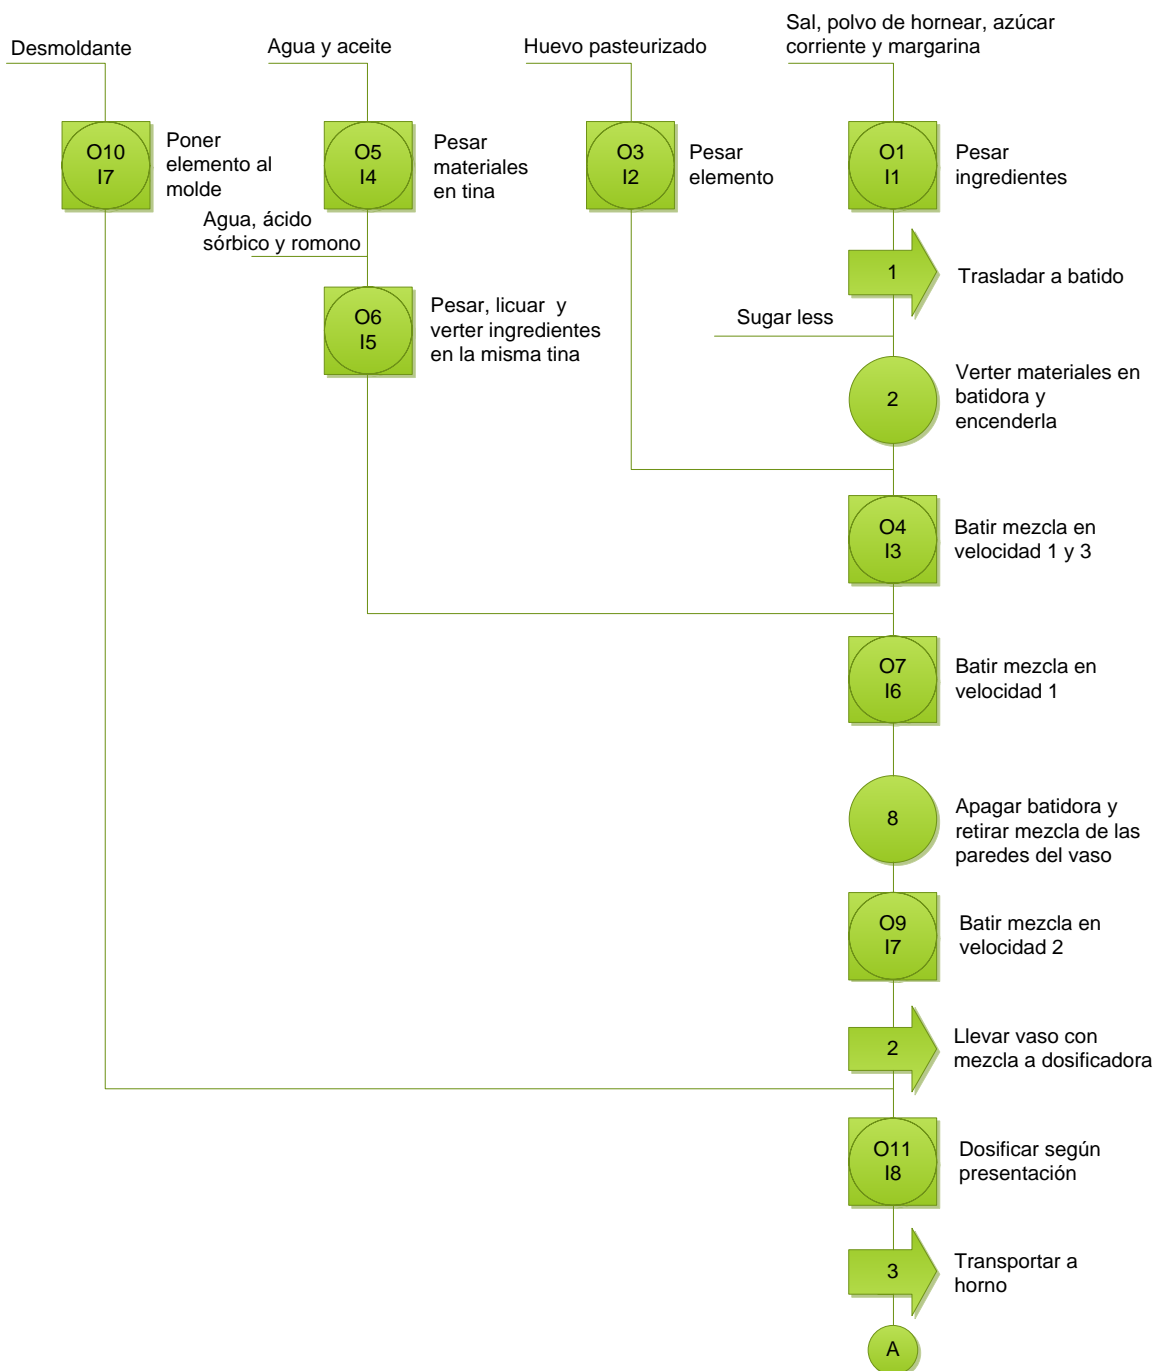 Desmoldante
Agua y aceite
Huevo pasteurizado
Sal, polvo de hornear, azúcar
corriente y margarina
O10
I7
Poner
elemento al
molde
O5
I4
Pesar
materiales
en tina
O3
I2
Pesar
elemento
O1
I1
Pesar
ingredientes
Agua, ácido
sórbico y romono
1
Trasladar a batido
O6
I5
Pesar, licuar y
verter ingredientes
en la misma tina
Sugar less
2
Verter materiales en
batidora y
encenderla
O4
I3
Batir mezcla en
velocidad 1 y 3
O7
I6
Batir mezcla en
velocidad 1
8
Apagar batidora y
retirar mezcla de las
paredes del vaso
O9
I7
Batir mezcla en
velocidad 2
2
Llevar vaso con
mezcla a dosificadora
O11
I8
Dosificar según
presentación
3
Transportar a
horno
A